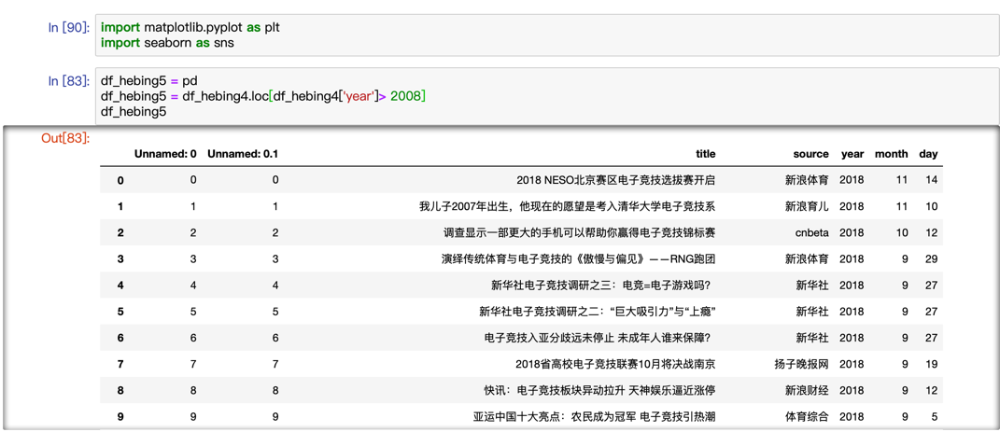 In [90]: import matplotlib.pyplot as plt
import seaborn as sns
In [83]: df_hebing5 = pd
df_hebing5 = df_hebing4.loc[df_hebing4['year']> 2008]
df_hebing5
Out[83]:
Unnamed: 0 Unnamed: 0.1 title source year month day
0 0 0 2018 NESO北京赛区电子竞技选拔赛开启 新浪体育 2018 11 14
1 1 1 我儿子2007年出生，他现在的愿望是考入清华大学电子竞技系 新浪育儿 2018 11 10
2 2 2 调查显示一部更大的手机可以帮助你赢得电子竞技锦标赛 cnbeta 2018 10 12
3 3 3 演绎传统体育与电子竞技的《傲慢与偏见》——RNG跑团 新浪体育 2018 9 29
4 4 4 新华社电子竞技调研之三：电竞=电子游戏吗？ 新华社 2018 9 27
5 5 5 新华社电子竞技调研之二：“巨大吸引力”与“上瘾” 新华社 2018 9 27
6 6 6 电子竞技入亚分歧远未停止 未成年人谁来保障？ 新华社 2018 9 27
7 7 7 2018省高校电子竞技联赛10月将决战南京 扬子晚报网 2018 9 19
8 8 8 快讯：电子竞技板块异动拉升 天神娱乐逼近涨停 新浪财经 2018 9 12
9 9 9 亚运中国十大亮点：农民成为冠军 电子竞技引热潮 体育综合 2018 9 5